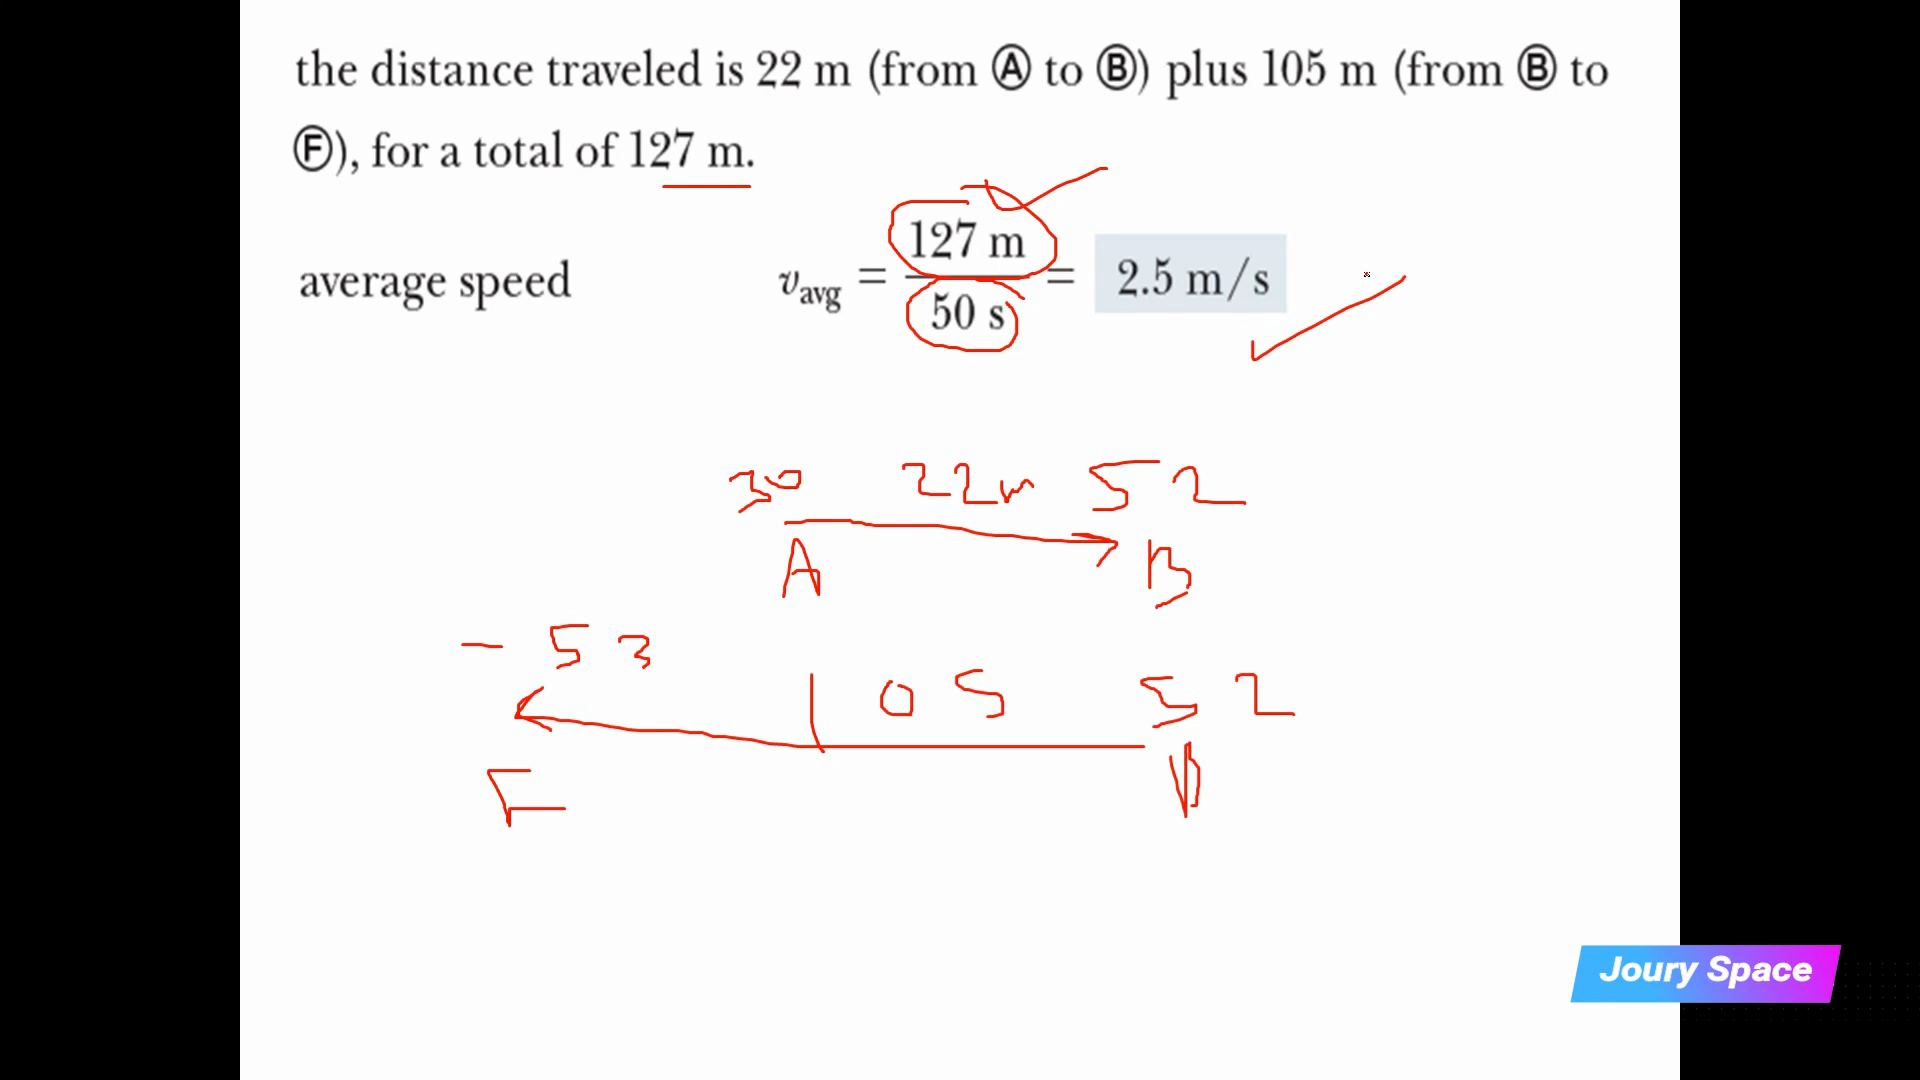 the distance traveled is 22 m (from Ⓐ to Ⓑ) plus 105 m (from Ⓑ to
Ⓕ), for a total of 127 m.
average speed v_avg = 127 m / 50 s = 2.5 m/s
30 22m 52
A B
- 53 105 52
F B
Joury Space